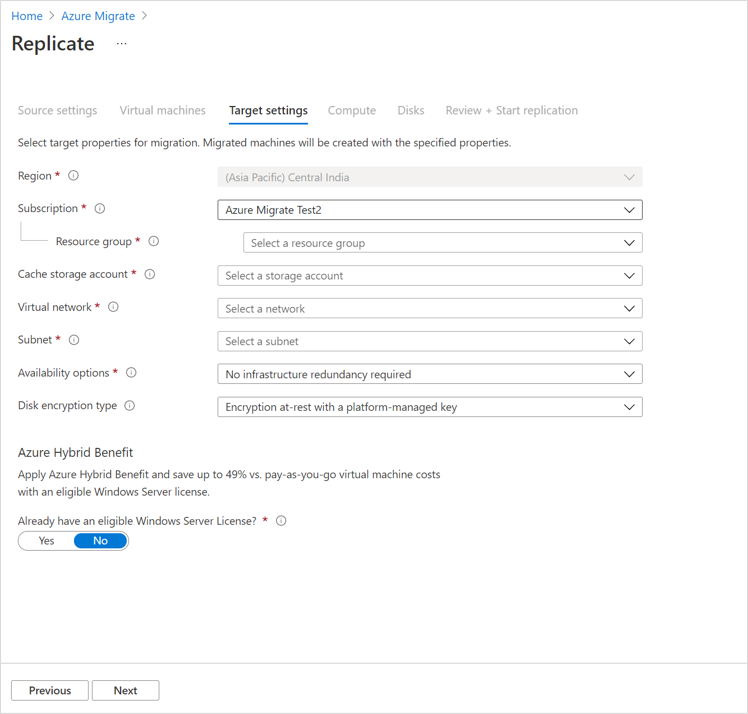 Home > Azure Migrate >
Replicate ...
Source settings Virtual machines Target settings Compute Disks Review + Start replication
Select target properties for migration. Migrated machines will be created with the specified properties.
Region * (Asia Pacific) Central India
Subscription * Azure Migrate Test2
Resource group * Select a resource group
Cache storage account * Select a storage account
Virtual network * Select a network
Subnet * Select a subnet
Availability options * No infrastructure redundancy required
Disk encryption type Encryption at-rest with a platform-managed key
Azure Hybrid Benefit
Apply Azure Hybrid Benefit and save up to 49% vs. pay-as-you-go virtual machine costs
with an eligible Windows Server license.
Already have an eligible Windows Server License? *
Yes No
Previous Next